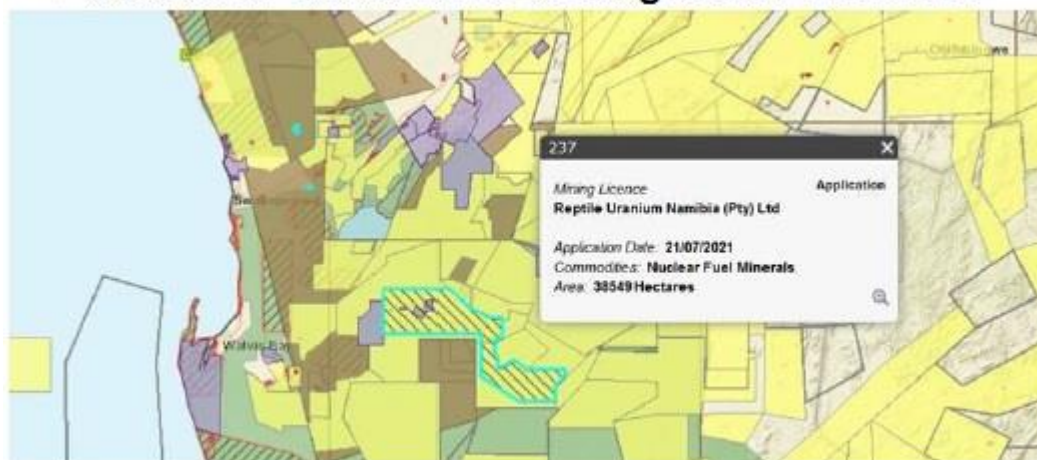 237
Mining Licence Application
Reptile Uranium Namibia (Pty) Ltd
Application Date: 21/07/2021
Commodities: Nuclear Fuel Minerals
Area: 38549 Hectares
Walvis Bay